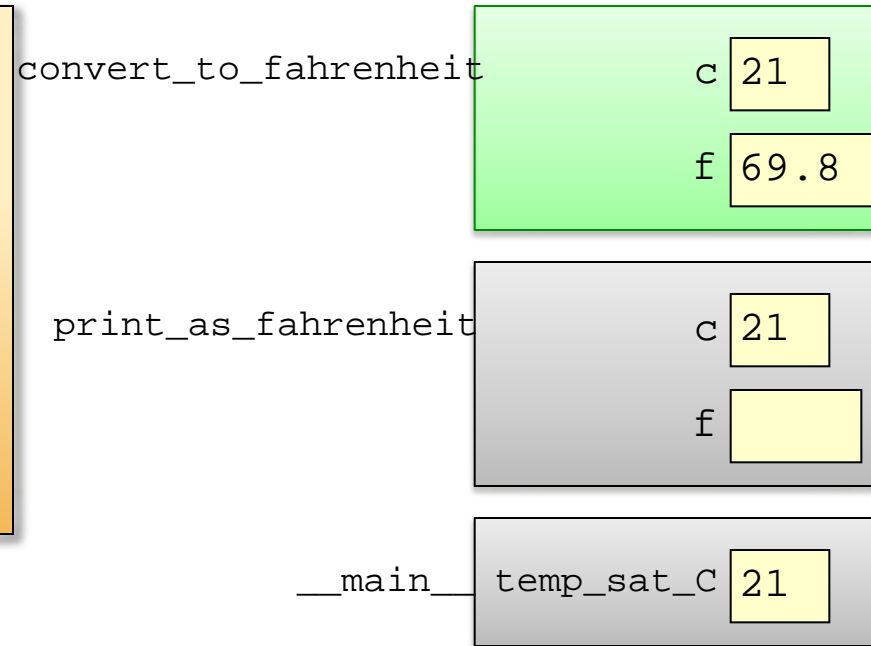 convert_to_fahrenheit c 21
f 69.8
print_as_fahrenheit c 21
f
__main__ temp_sat_C 21